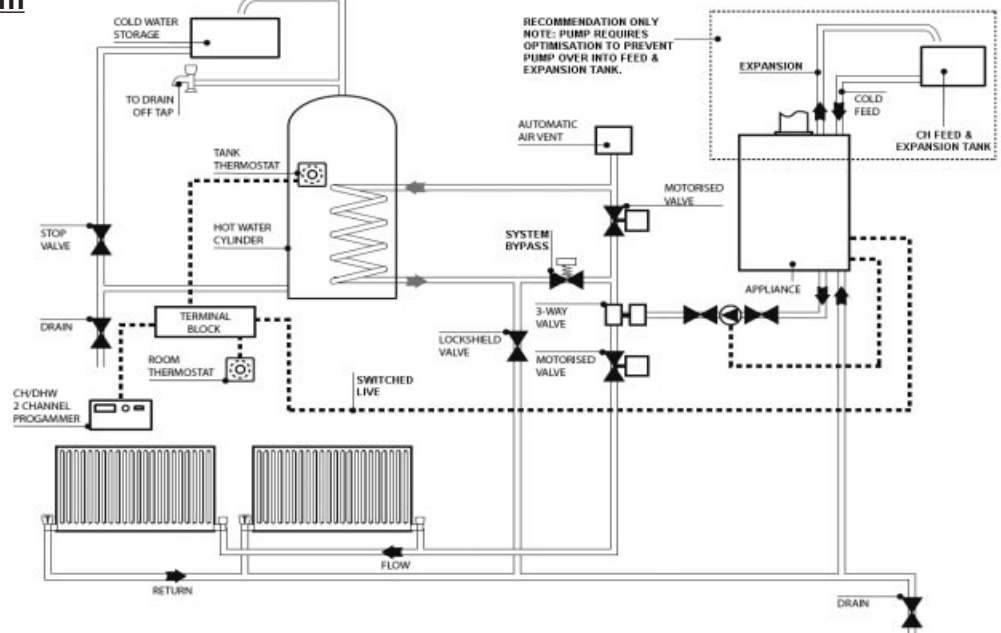 COLD WATER
STORAGE
TO DRAIN
OFF TAP
RECOMMENDATION ONLY
NOTE: PUMP REQUIRES
OPTIMISATION TO PREVENT
PUMP OVER INTO FEED &
EXPANSION TANK.
EXPANSION
COLD
FEED
CH FEED &
EXPANSION TANK
AUTOMATIC
AIR VENT
TANK
THERMOSTAT
MOTORISED
VALVE
STOP
VALVE
HOT WATER
CYLINDER
SYSTEM
BYPASS
APPLIANCE
DRAIN
TERMINAL
BLOCK
3-WAY
VALVE
LOCKSHIELD
VALVE
MOTORISED
VALVE
ROOM
THERMOSTAT
SWITCHED
LIVE
CH/DHW
2 CHANNEL
PROGAMMER
FLOW
RETURN
DRAIN